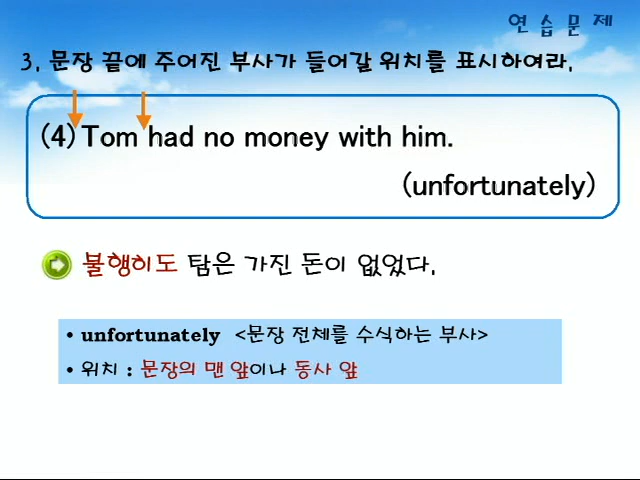 연 습 문 제
3. 문장 끝에 주어진 부사가 들어갈 위치를 표시하여라.
(4) Tom had no money with him.
(unfortunately)
불행히도 탐은 가진 돈이 없었다.
• unfortunately <문장 전체를 수식하는 부사>
• 위치 : 문장의 맨 앞이나 동사 앞